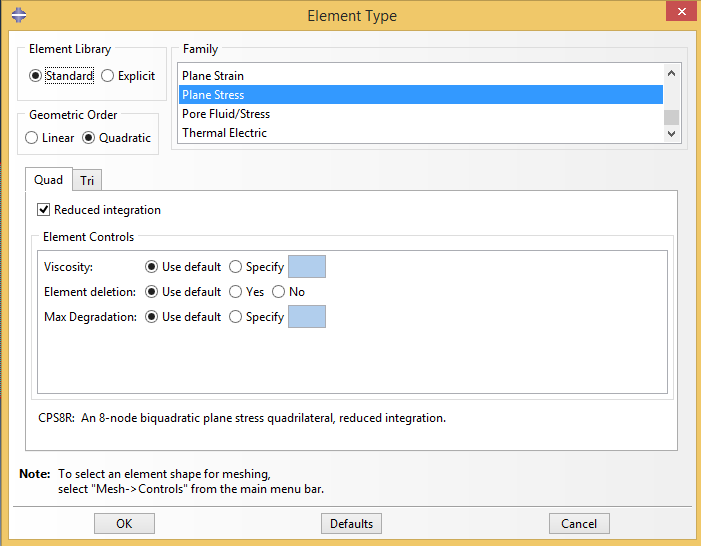 Element Type
Element Library
Standard Explicit
Geometric Order
Linear Quadratic
Family
Plane Strain
Plane Stress
Pore Fluid/Stress
Thermal Electric
Quad Tri
Reduced integration
Element Controls
Viscosity: Use default Specify
Element deletion: Use default Yes No
Max Degradation: Use default Specify
CPS8R: An 8-node biquadratic plane stress quadrilateral, reduced integration.
Note: To select an element shape for meshing,
select "Mesh->Controls" from the main menu bar.
OK Defaults Cancel